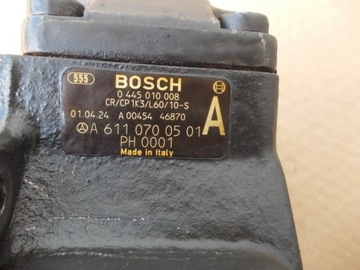 555 BOSCH
0 445 010 008
CR/CP1K3/L60/10-S
01.04.24 A 00454 46870
A 611 070 05 01 A
PH 0001
Made in Italy